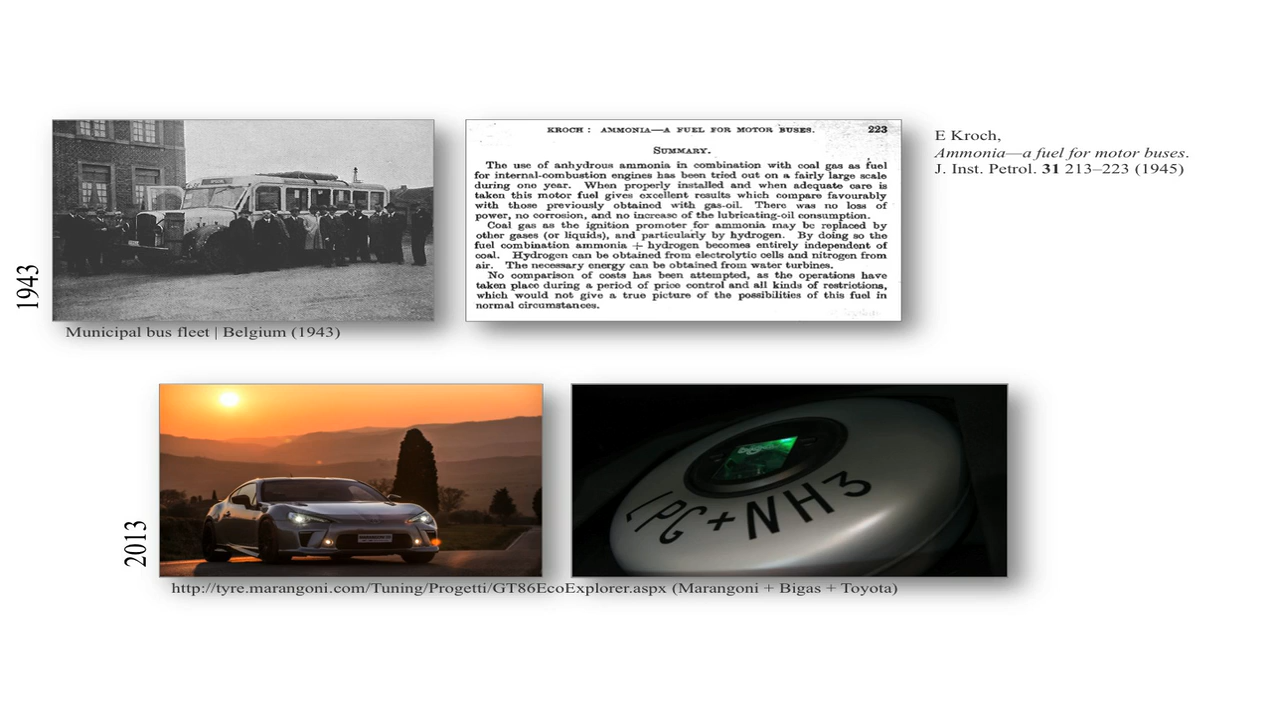 1943
KROCH : AMMONIA—A FUEL FOR MOTOR BUSES. 223
SUMMARY.
The use of anhydrous ammonia in combination with coal gas as fuel
for internal-combustion engines has been tried out on a fairly large scale
during one year. When properly installed and when adequate care is
taken this motor fuel gives excellent results which compare favourably
with those previously obtained with gas-oil. There was no loss of
power, no corrosion, and no increase of the lubricating-oil consumption.
Coal gas as the ignition promoter for ammonia may be replaced by
other gases (or liquids), and particularly by hydrogen. By doing so the
fuel combination ammonia + hydrogen becomes entirely independent of
coal. Hydrogen can be obtained from electrolytic cells and nitrogen from
air. The necessary energy can be obtained from water turbines.
No comparison of costs has been attempted, as the operations have
taken place during a period of price control and all kinds of restrictions,
which would not give a true picture of the possibilities of this fuel in
normal circumstances.
E Kroch,
Ammonia—a fuel for motor buses.
J. Inst. Petrol. 31 213–223 (1945)
Municipal bus fleet | Belgium (1943)
2013
LPG+NH3
http://tyre.marangoni.com/Tuning/Progetti/GT86EcoExplorer.aspx (Marangoni + Bigas + Toyota)